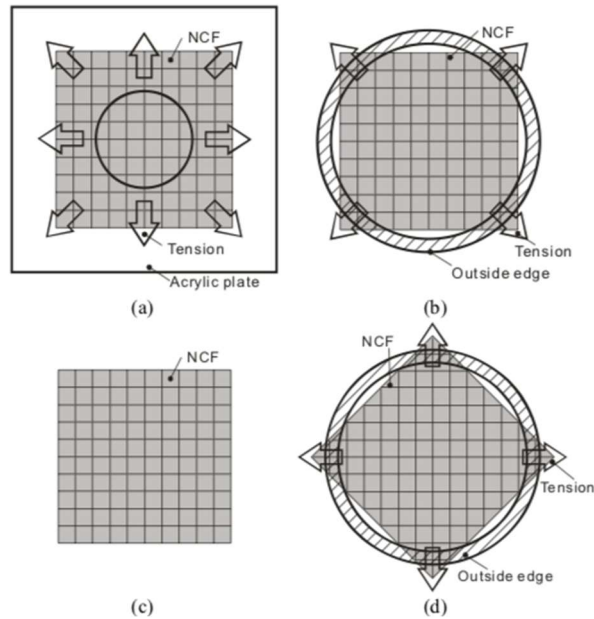 NCF
Tension
Acrylic plate
(a)
NCF
Tension
Outside edge
(b)
NCF
(c)
NCF
Tension
Outside edge
(d)